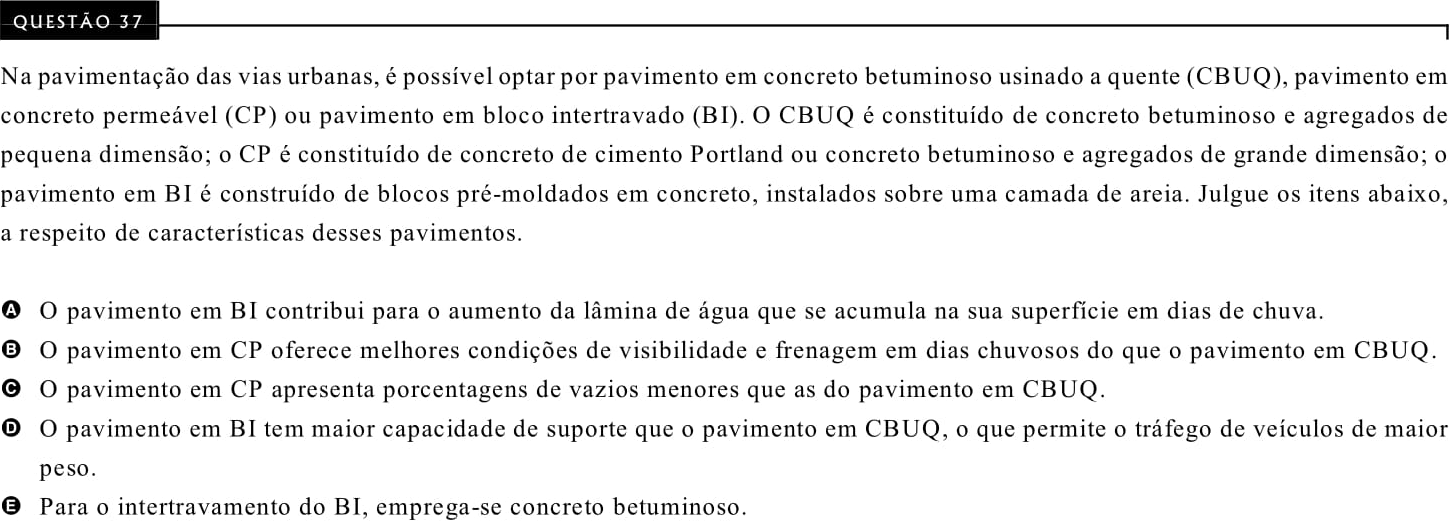 QUESTÃO 37
Na pavimentação das vias urbanas, é possível optar por pavimento em concreto betuminoso usinado a quente (CBUQ), pavimento em
concreto permeável (CP) ou pavimento em bloco intertravado (BI). O CBUQ é constituído de concreto betuminoso e agregados de
pequena dimensão; o CP é constituído de concreto de cimento Portland ou concreto betuminoso e agregados de grande dimensão; o
pavimento em BI é construído de blocos pré-moldados em concreto, instalados sobre uma camada de areia. Julgue os itens abaixo,
a respeito de características desses pavimentos.
A O pavimento em BI contribui para o aumento da lâmina de água que se acumula na sua superfície em dias de chuva.
B O pavimento em CP oferece melhores condições de visibilidade e frenagem em dias chuvosos do que o pavimento em CBUQ.
C O pavimento em CP apresenta porcentagens de vazios menores que as do pavimento em CBUQ.
D O pavimento em BI tem maior capacidade de suporte que o pavimento em CBUQ, o que permite o tráfego de veículos de maior
peso.
E Para o intertravamento do BI, emprega-se concreto betuminoso.